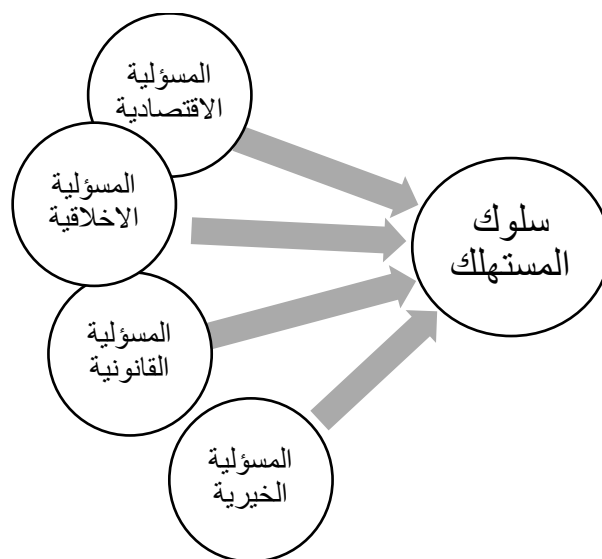 المسؤلية
الاقتصادية
المسؤلية
الاخلاقية
سلوك
المستهلك
المسؤلية
القانونية
المسؤلية
الخيرية